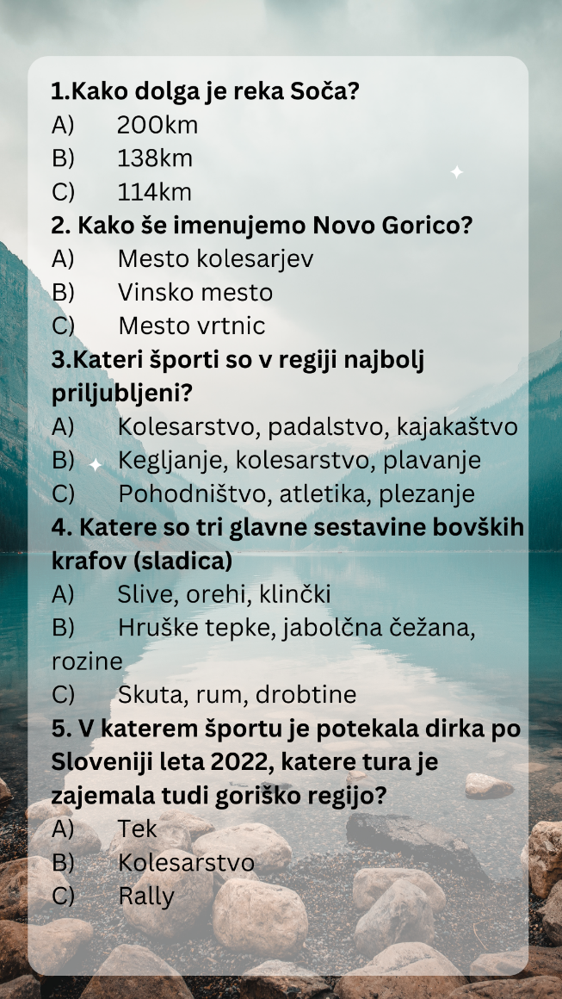 1.Kako dolga je reka Soča?
A) 200km
B) 138km
C) 114km
2. Kako še imenujemo Novo Gorico?
A) Mesto kolesarjev
B) Vinsko mesto
C) Mesto vrtnic
3.Kateri športi so v regiji najbolj
priljubljeni?
A) Kolesarstvo, padalstvo, kajakaštvo
B) Kegljanje, kolesarstvo, plavanje
C) Pohodništvo, atletika, plezanje
4. Katere so tri glavne sestavine bovških
krafov (sladica)
A) Slive, orehi, klinčki
B) Hruške tepke, jabolčna čežana,
rozine
C) Skuta, rum, drobtine
5. V katerem športu je potekala dirka po
Sloveniji leta 2022, katere tura je
zajemala tudi goriško regijo?
A) Tek
B) Kolesarstvo
C) Rally